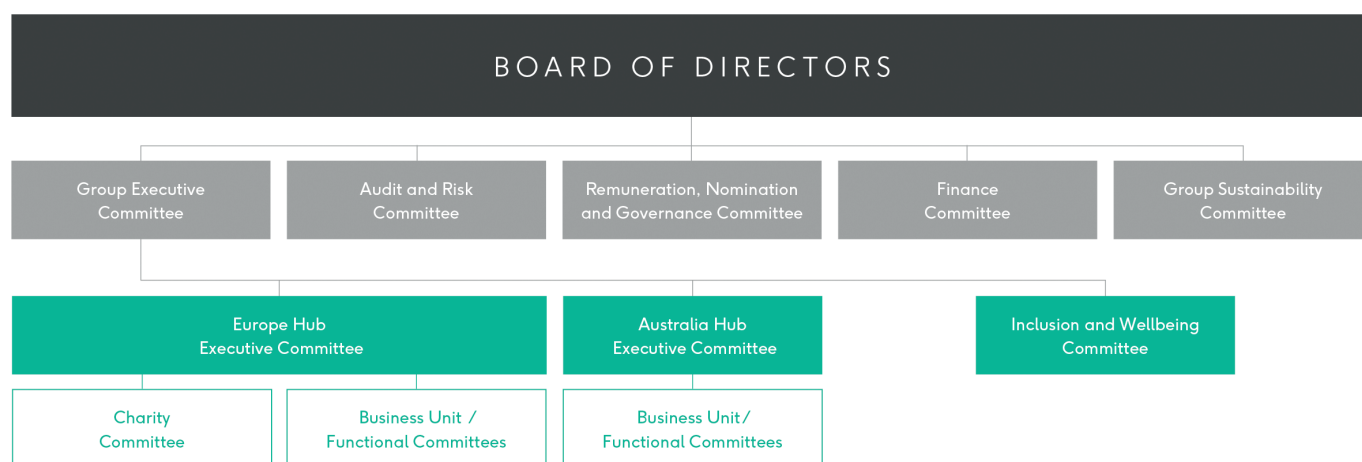 BOARD OF DIRECTORS
Group Executive
Committee
Audit and Risk
Committee
Remuneration, Nomination
and Governance Committee
Finance
Committee
Group Sustainability
Committee
Europe Hub
Executive Committee
Australia Hub
Executive Committee
Inclusion and Wellbeing
Committee
Charity
Committee
Business Unit /
Functional Committees
Business Unit/
Functional Committees